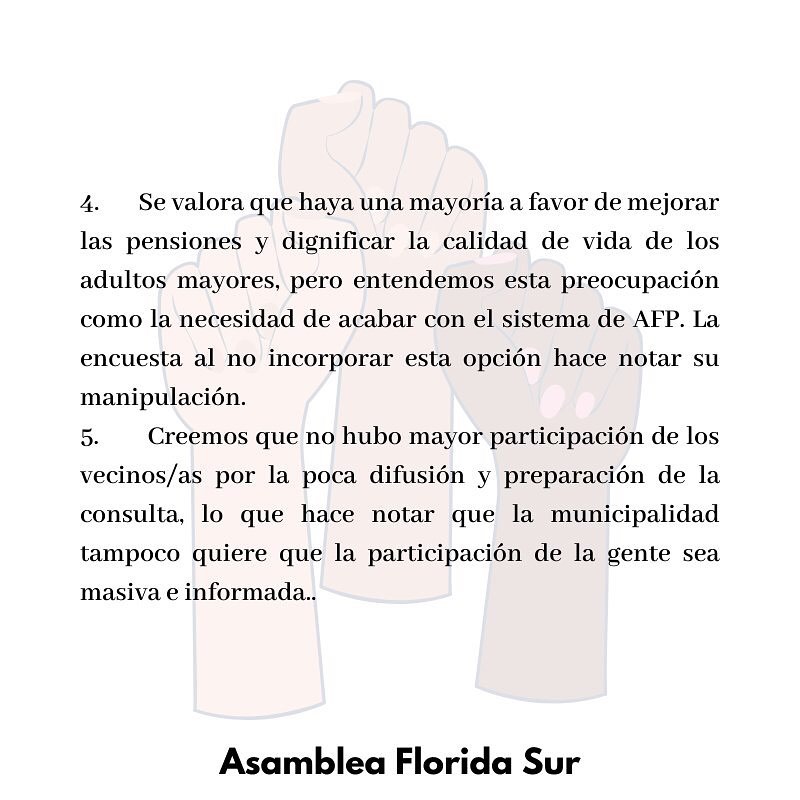 4. Se valora que haya una mayoría a favor de mejorar
las pensiones y dignificar la calidad de vida de los
adultos mayores, pero entendemos esta preocupación
como la necesidad de acabar con el sistema de AFP. La
encuesta al no incorporar esta opción hace notar su
manipulación.
5. Creemos que no hubo mayor participación de los
vecinos/as por la poca difusión y preparación de la
consulta, lo que hace notar que la municipalidad
tampoco quiere que la participación de la gente sea
masiva e informada..
Asamblea Florida Sur